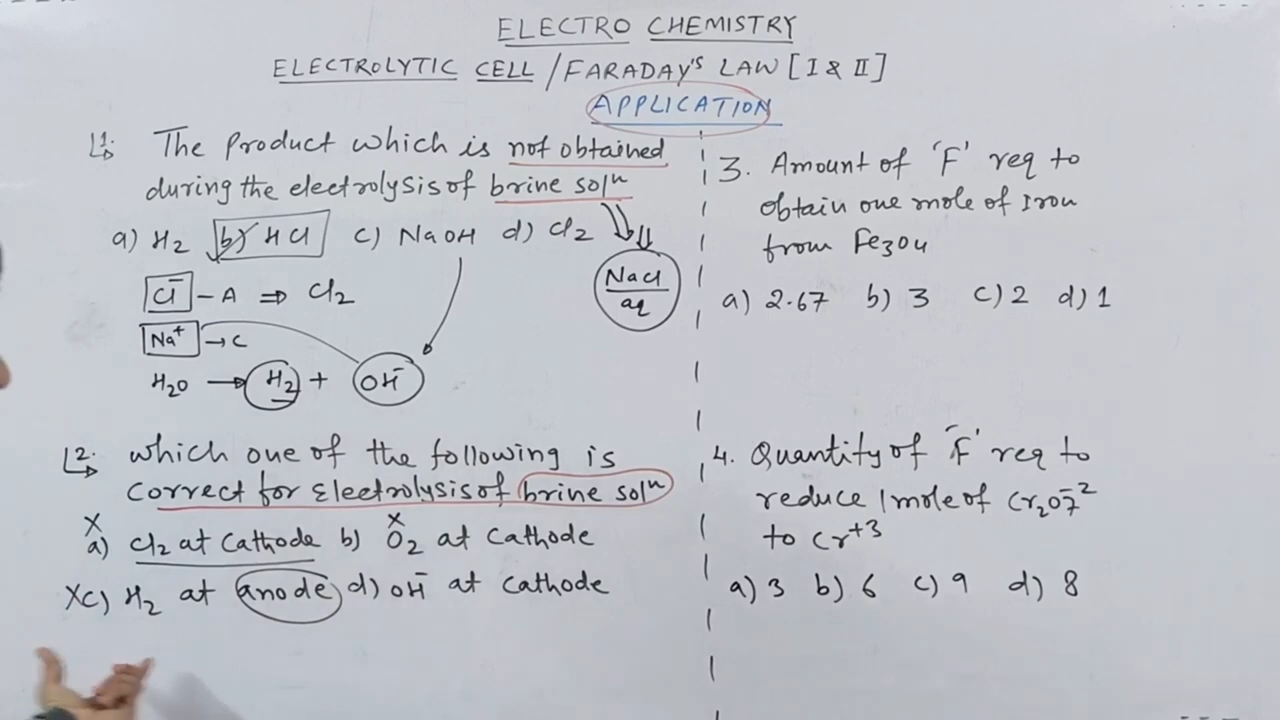 ELECTRO CHEMISTRY
ELECTROLYTIC CELL / FARADAY'S LAW [I & II]
APPLICATION
1. The Product which is not obtained
during the electrolysis of brine solⁿ
a) H2 b) HCl c) NaOH d) Cl2
NaCl
aq
Cl⁻ - A ⇒ Cl2
Na⁺ → C
H2O → H2 + OH⁻
2. which one of the following is
correct for Electrolysis of brine solⁿ
X X
a) Cl2 at Cathode b) O2 at Cathode
X c) H2 at anode d) OH⁻ at Cathode
3. Amount of 'F' req to
obtain one mole of Iron
from Fe3O4
a) 2.67 b) 3 c) 2 d) 1
4. Quantity of 'F' req to
reduce 1 mole of Cr2O7⁻²
to Cr⁺³
a) 3 b) 6 c) 9 d) 8